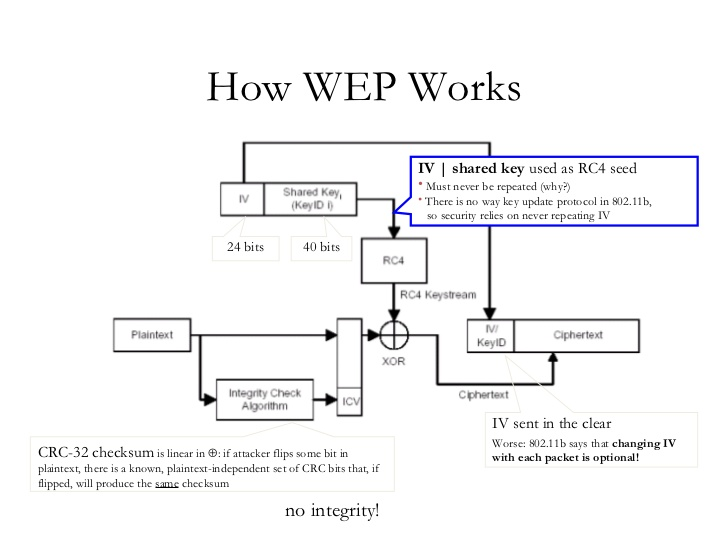 How WEP Works
IV | shared key used as RC4 seed
* Must never be repeated (why?)
* There is no way key update protocol in 802.11b,
so security relies on never repeating IV
IV
Shared Key,
(KeyID i)
24 bits
40 bits
RC4
RC4 Keystream
Plaintext
XOR
IV/
KeyID
Ciphertext
Integrity Check
Algorithm
ICV
Ciphertext
IV sent in the clear
Worse: 802.11b says that changing IV
with each packet is optional!
CRC-32 checksum is linear in ⊕: if attacker flips some bit in
plaintext, there is a known, plaintext-independent set of CRC bits that, if
flipped, will produce the same checksum
no integrity!